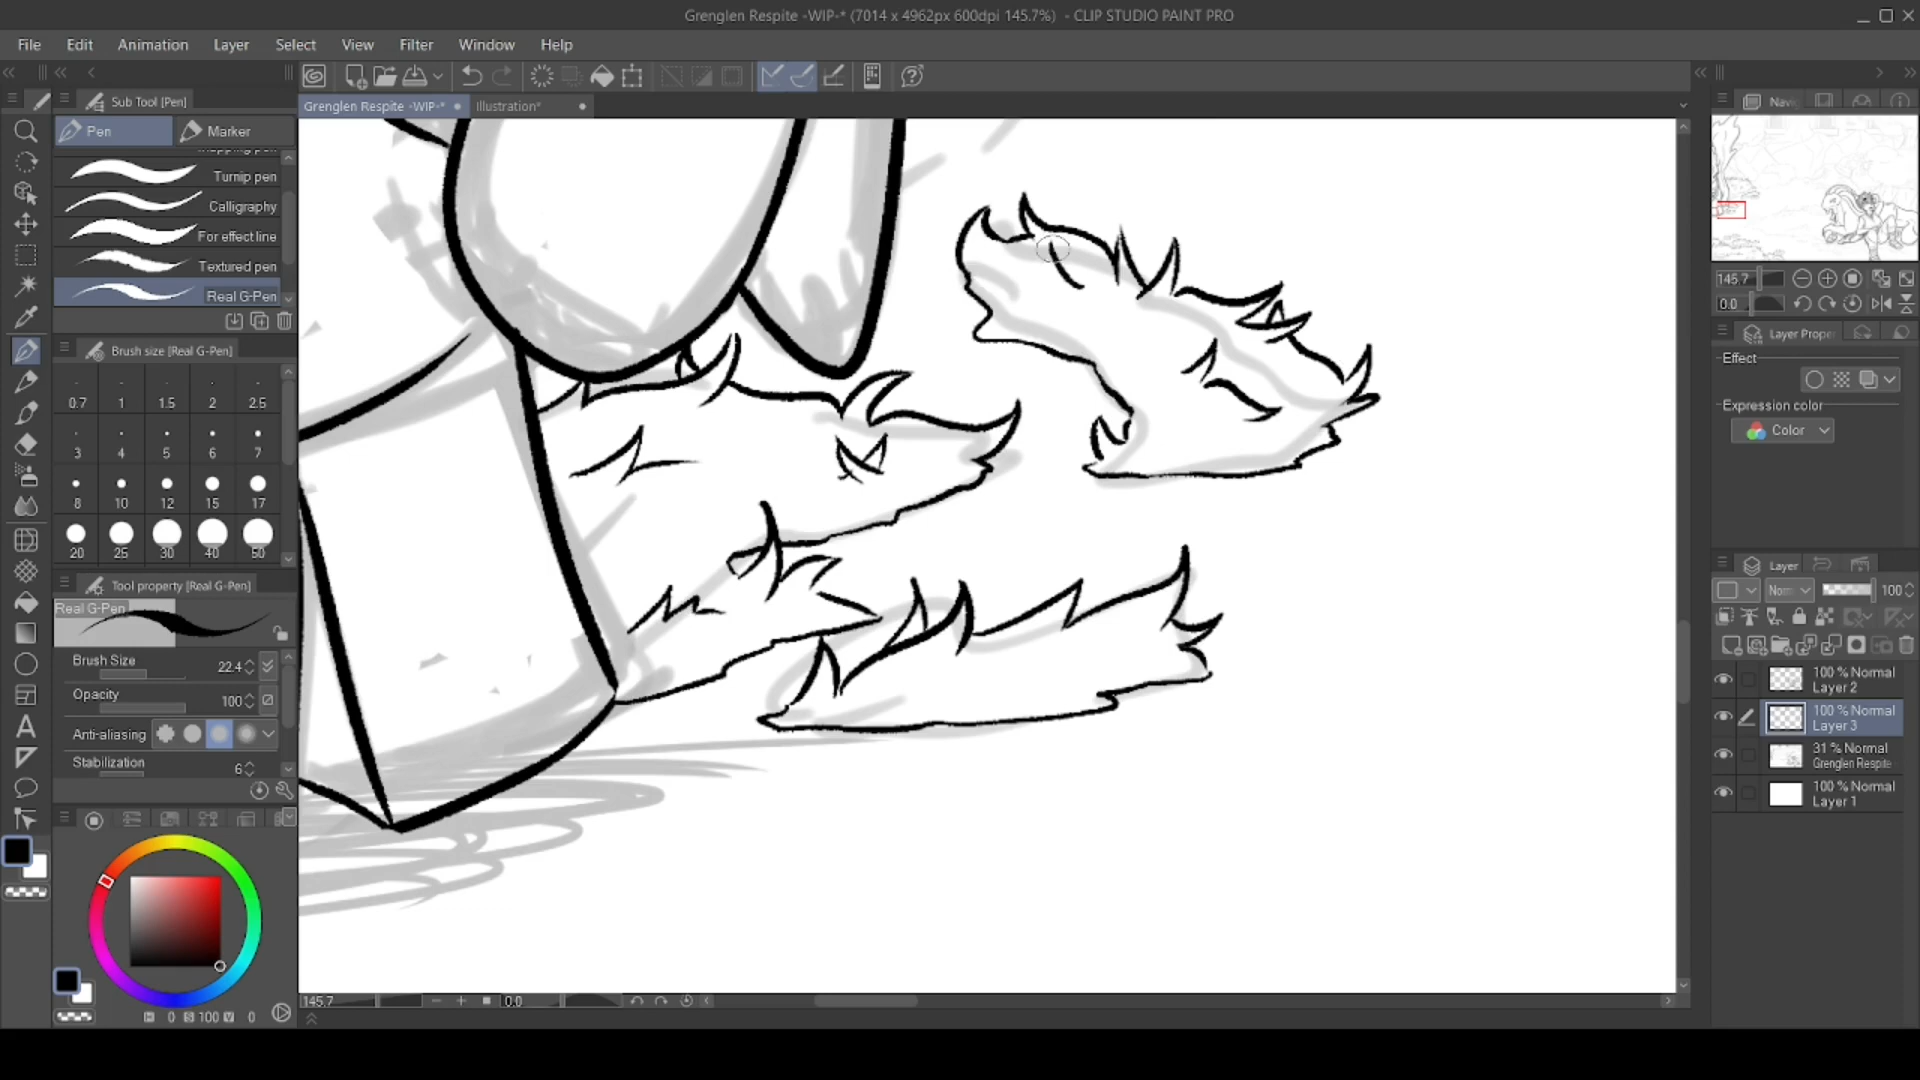 Grenglen Respite -WIP-* (7014 x 4962px 600dpi 145.7%) - CLIP STUDIO PAINT PRO
File Edit Animation Layer Select View Filter Window Help
Sub Tool [Pen]
Grenglen Respite -WIP-* Illustration*
Pen Marker
Turnip pen
Calligraphy
For effect line
Textured pen
Real G-Pen
Brush size [Real G-Pen]
0.7 1 1.5 2 2.5
3 4 5 6 7
8 10 12 15 17
20 25 30 40 50
Tool property [Real G-Pen]
Real G-Pen
Brush Size 22.4
Opacity 100
Anti-aliasing
Stabilization 6
0 S 100 V 0
145.7 0.0
145.7
0.0
Effect
Expression color
Color
Layer
100
100 % Normal
Layer 2
100 % Normal
Layer 3
31 % Normal
Grenglen Respite
100 % Normal
Layer 1